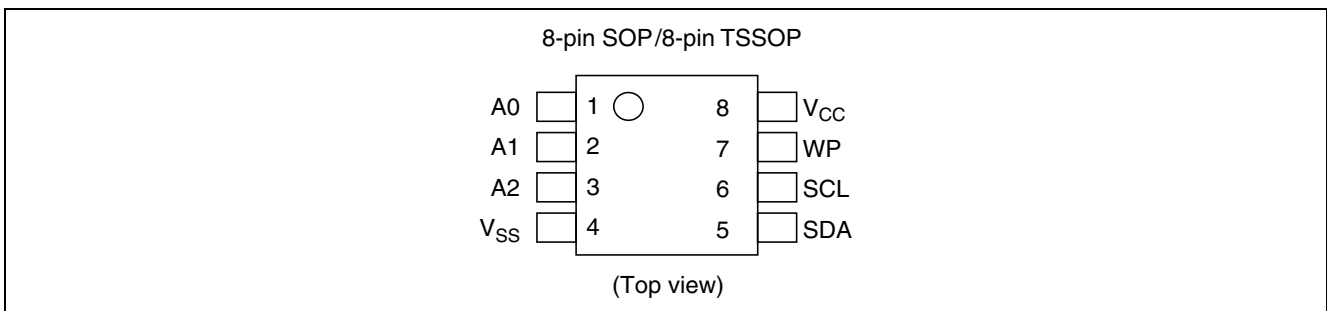 8-pin SOP/8-pin TSSOP
A0 1 8 VCC
A1 2 7 WP
A2 3 6 SCL
VSS 4 5 SDA
(Top view)